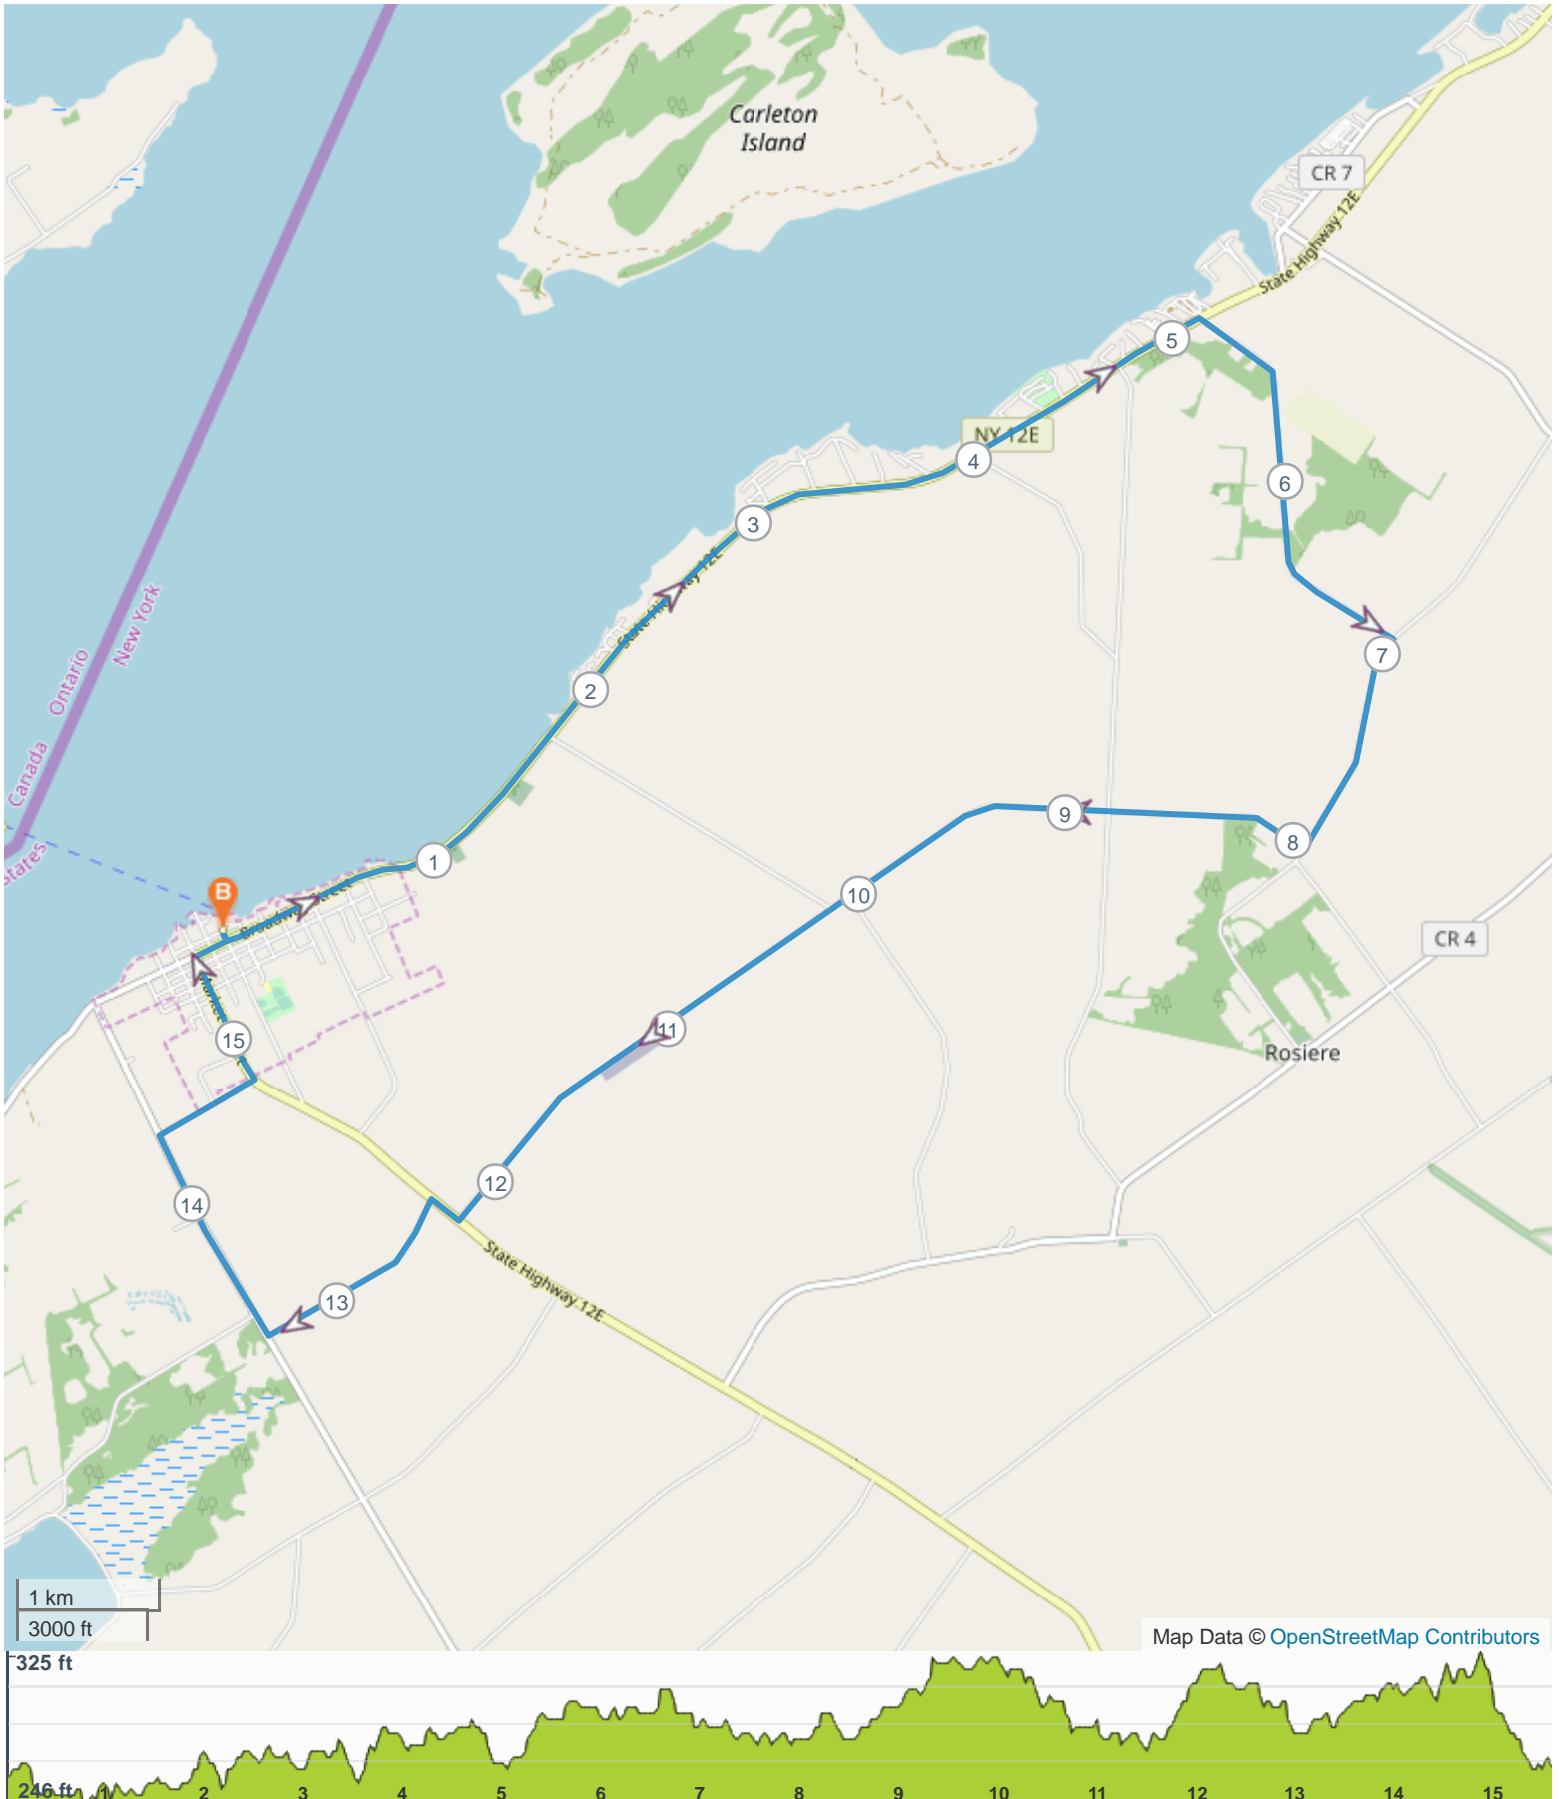 Carleton
Island
CR 7
State Highway 12E
5
NY 12E
4
6
3
State Highway 12E
New York
Ontario
7
2
Canada
States
9
8
1
B
Broadway Street
10
CR 4
11
15
Rosiere
12
14
State Highway 12E
13
1 km
3000 ft
Map Data © OpenStreetMap Contributors
325 ft
246 ft 1 2 3 4 5 6 7 8 9 10 11 12 13 14 15